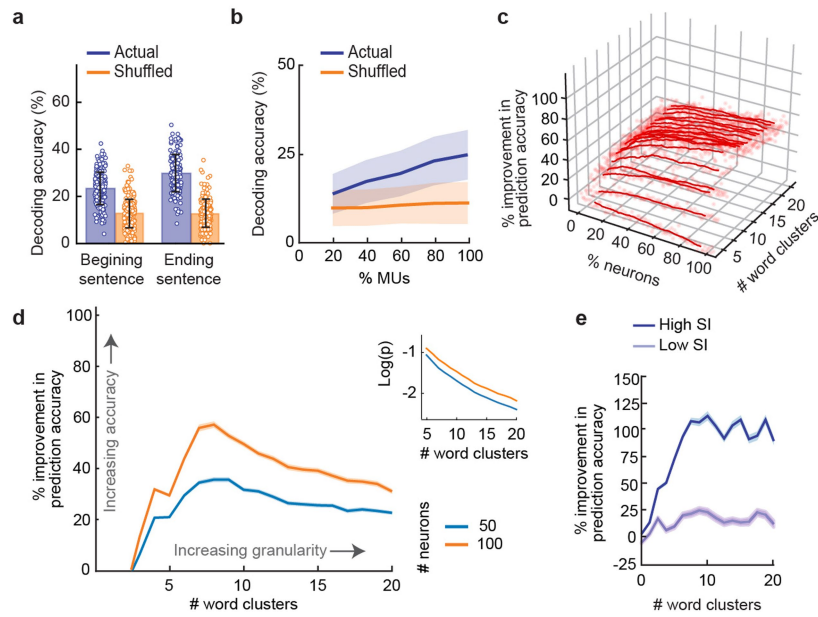 a
Actual
Shuffled
Decoding accuracy (%)
60
40
20
0
Begining
sentence
Ending
sentence
b
Actual
Shuffled
Decoding accuracy (%)
50
25
0
20 40 60 80 100
% MUs
c
% improvement in
prediction accuracy
100
80
60
40
20
0
0 20 40 60 80 100
% neurons
5 10 15 20
# word clusters
d
% improvement in
prediction accuracy
Increasing accuracy
100
80
60
40
20
0
Increasing granularity
5 10 15 20
# word clusters
Log(p)
-1
-2
5 10 15 20
# word clusters
# neurons
50
100
e
High SI
Low SI
% improvement in
prediction accuracy
150
125
100
75
50
25
0
-25
0 10 20
# word clusters